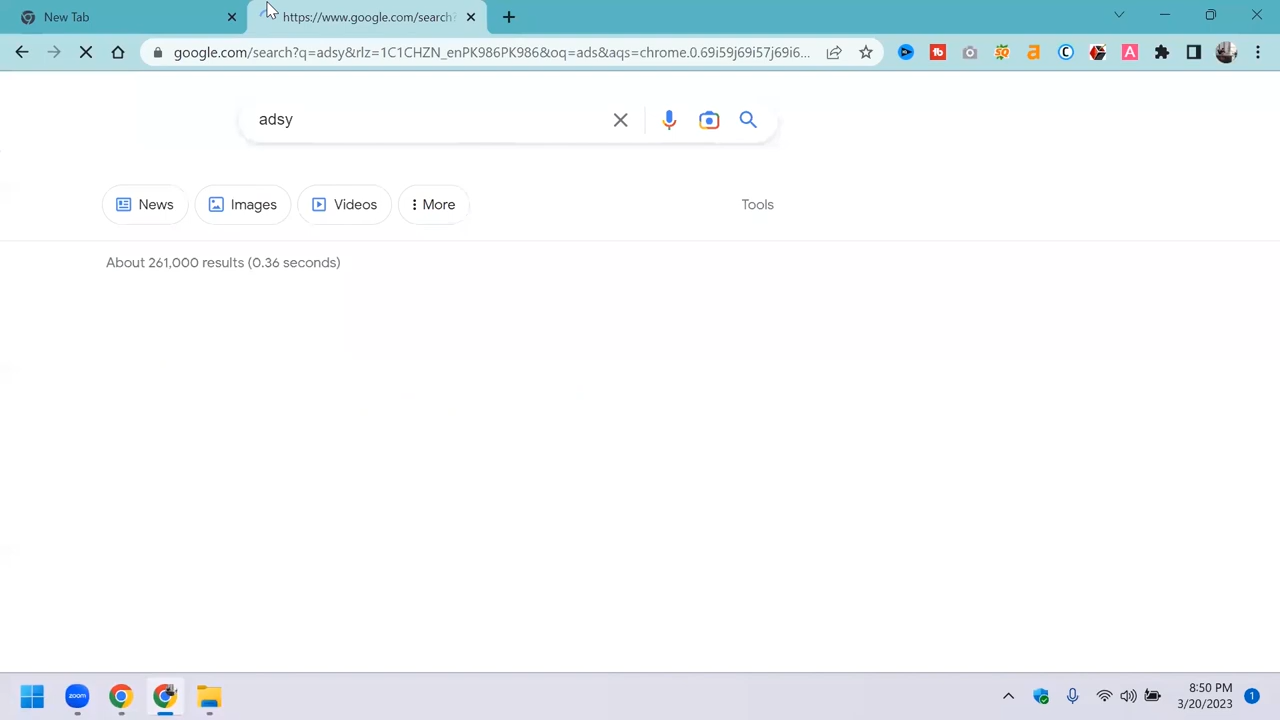 New Tab
https://www.google.com/search?
google.com/search?q=adsy&rlz=1C1CHZN_enPK986PK986&oq=ads&aqs=chrome.0.69i59j69i57j69i6...
adsy
News
Images
Videos
More
Tools
About 261,000 results (0.36 seconds)
zoom
8:50 PM
3/20/2023
1